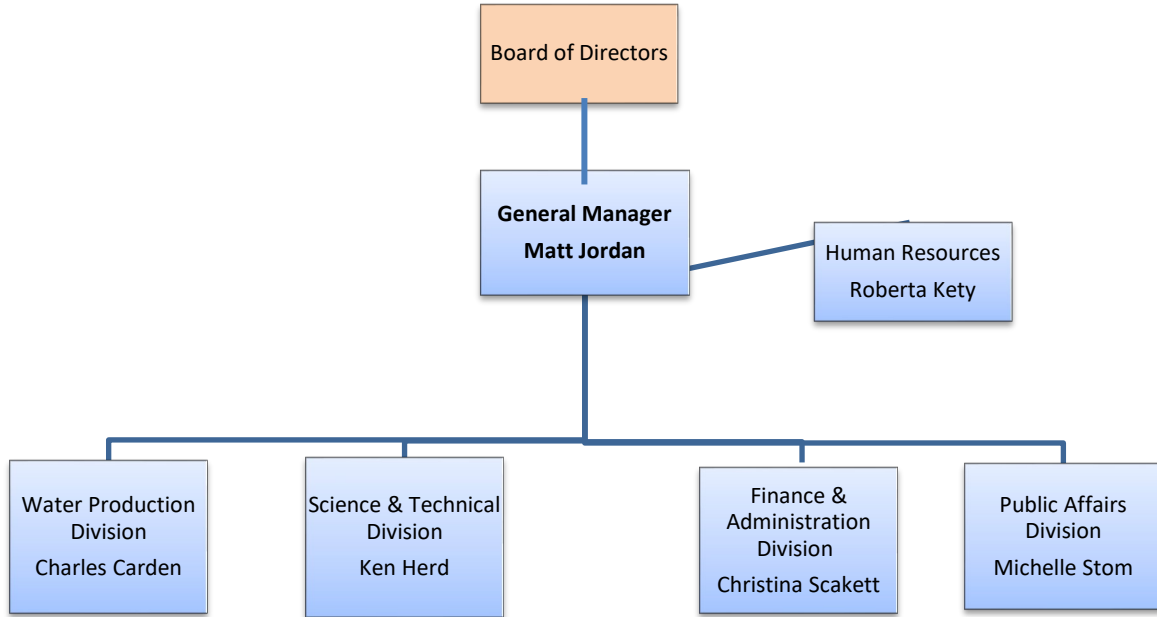 Board of Directors
General Manager
Matt Jordan
Human Resources
Roberta Kety
Water Production
Division
Charles Carden
Science & Technical
Division
Ken Herd
Finance &
Administration
Division
Christina Scakett
Public Affairs
Division
Michelle Stom